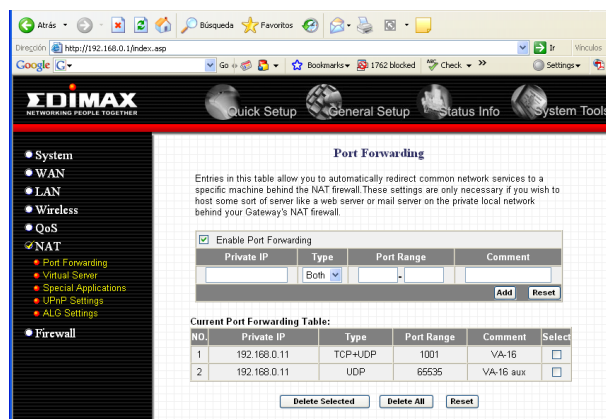 Atrás Búsqueda Favoritos
Dirección http://192.168.0.1/index.asp Ir Vínculos
Google G Go Bookmarks 1762 blocked ABC Check » Settings
EDIMAX
NETWORKING PEOPLE TOGETHER
Quick Setup General Setup Status Info System Tools
System
WAN
LAN
Wireless
QoS
NAT
Port Forwarding
Virtual Server
Special Applications
UPnP Settings
ALG Settings
Firewall
Port Forwarding
Entries in this table allow you to automatically redirect common network services to a
specific machine behind the NAT firewall.These settings are only necessary if you wish to
host some sort of server like a web server or mail server on the private local network
behind your Gateway's NAT firewall.
Enable Port Forwarding
Private IP Type Port Range Comment
Both -
Add Reset
Current Port Forwarding Table:
NO. Private IP Type Port Range Comment Select
1 192.168.0.11 TCP+UDP 1001 VA-16
2 192.168.0.11 UDP 65535 VA-16 aux
Delete Selected Delete All Reset